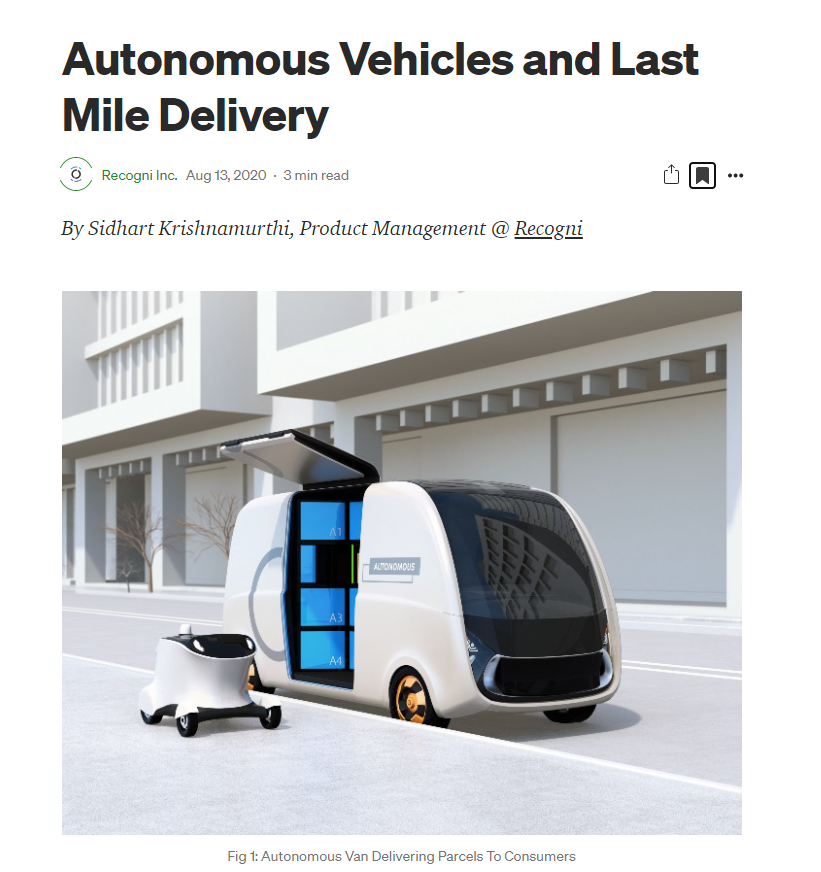 Autonomous Vehicles and Last
Mile Delivery
Recogni Inc. Aug 13, 2020 · 3 min read
By Sidhart Krishnamurthi, Product Management @ Recogni
A1
AUTONOMOUS
A3
A4
Fig 1: Autonomous Van Delivering Parcels To Consumers